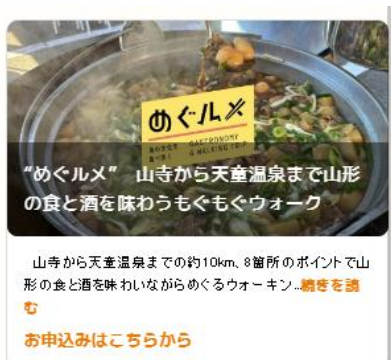 めぐルメ
GASTRONOMY
& WALKING TRIP
“めぐルメ” 山寺から天童温泉まで山形
の食と酒を味わうもぐもぐウォーク
山寺から天童温泉までの約10km、8箇所のポイントで山
形の食と酒を味わいながらめぐるウォーキン...続きを読
む
お申込みはこちらから